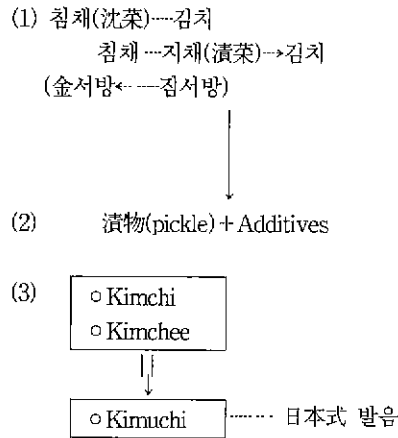 (1) 침채(沈菜)····김치
침채 ····지채(漬菜)→김치
(金서방←·····짐서방)
(2) 漬物(pickle)+Additives
(3)
○ Kimchi
○ Kimchee
○ Kimuchi ······· 日本式 발음